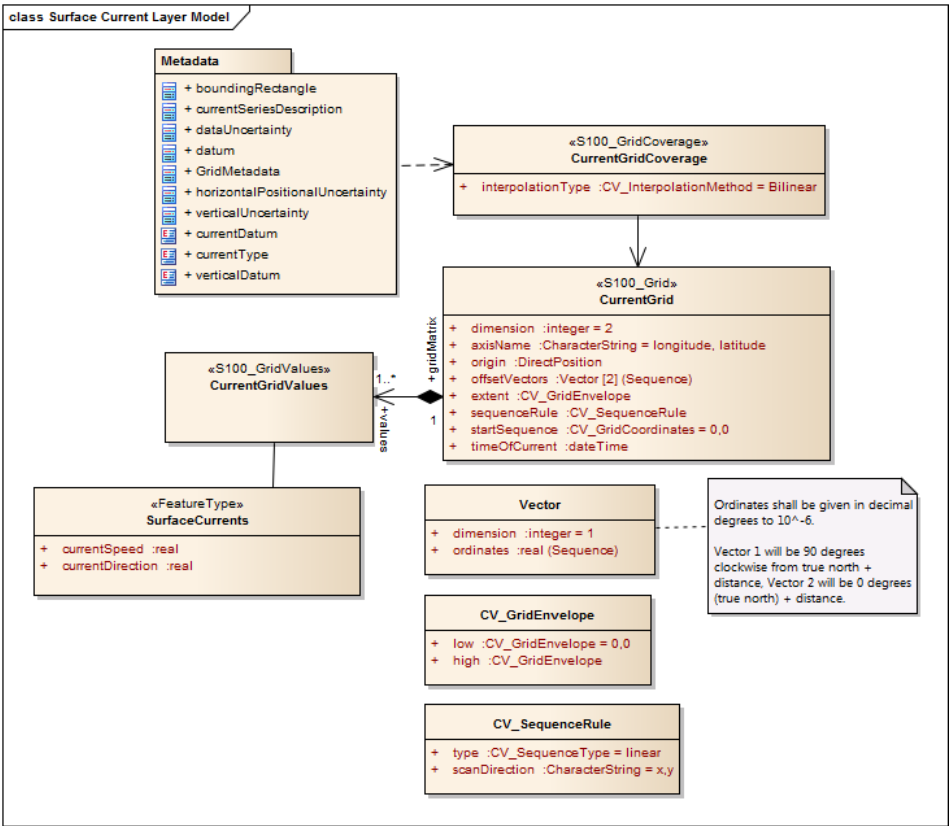 class Surface Current Layer Model
Metadata
+ boundingRectangle
+ currentSeriesDescription
+ dataUncertainty
+ datum
+ GridMetadata
+ horizontalPositionalUncertainty
+ verticalUncertainty
E + currentDatum
E + currentType
E + verticalDatum
«S100_GridCoverage»
CurrentGridCoverage
+ interpolationType :CV_InterpolationMethod = Bilinear
«S100_Grid»
CurrentGrid
+ dimension :integer = 2
+ axisName :CharacterString = longitude, latitude
+ origin :DirectPosition
+ offsetVectors :Vector [2] (Sequence)
+ extent :CV_GridEnvelope
+ sequenceRule :CV_SequenceRule
+ startSequence :CV_GridCoordinates = 0,0
+ timeOfCurrent :dateTime
+gridMatrix
1
1..*
+values
«S100_GridValues»
CurrentGridValues
«FeatureType»
SurfaceCurrents
+ currentSpeed :real
+ currentDirection :real
Vector
+ dimension :integer = 1
+ ordinates :real (Sequence)
Ordinates shall be given in decimal
degrees to 10^-6.
Vector 1 will be 90 degrees
clockwise from true north +
distance, Vector 2 will be 0 degrees
(true north) + distance.
CV_GridEnvelope
+ low :CV_GridEnvelope = 0,0
+ high :CV_GridEnvelope
CV_SequenceRule
+ type :CV_SequenceType = linear
+ scanDirection :CharacterString = x,y